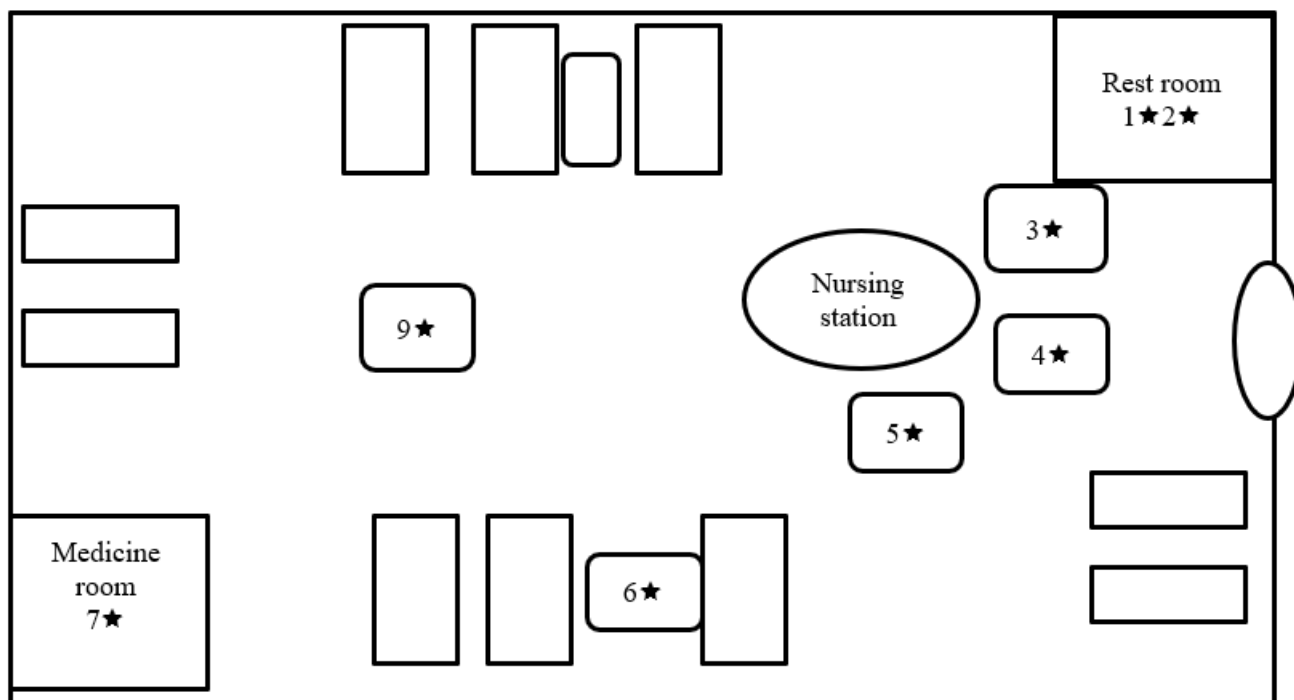 Rest room
1★2★
3★
Nursing
station
9★
4★
5★
Medicine
room
7★
6★